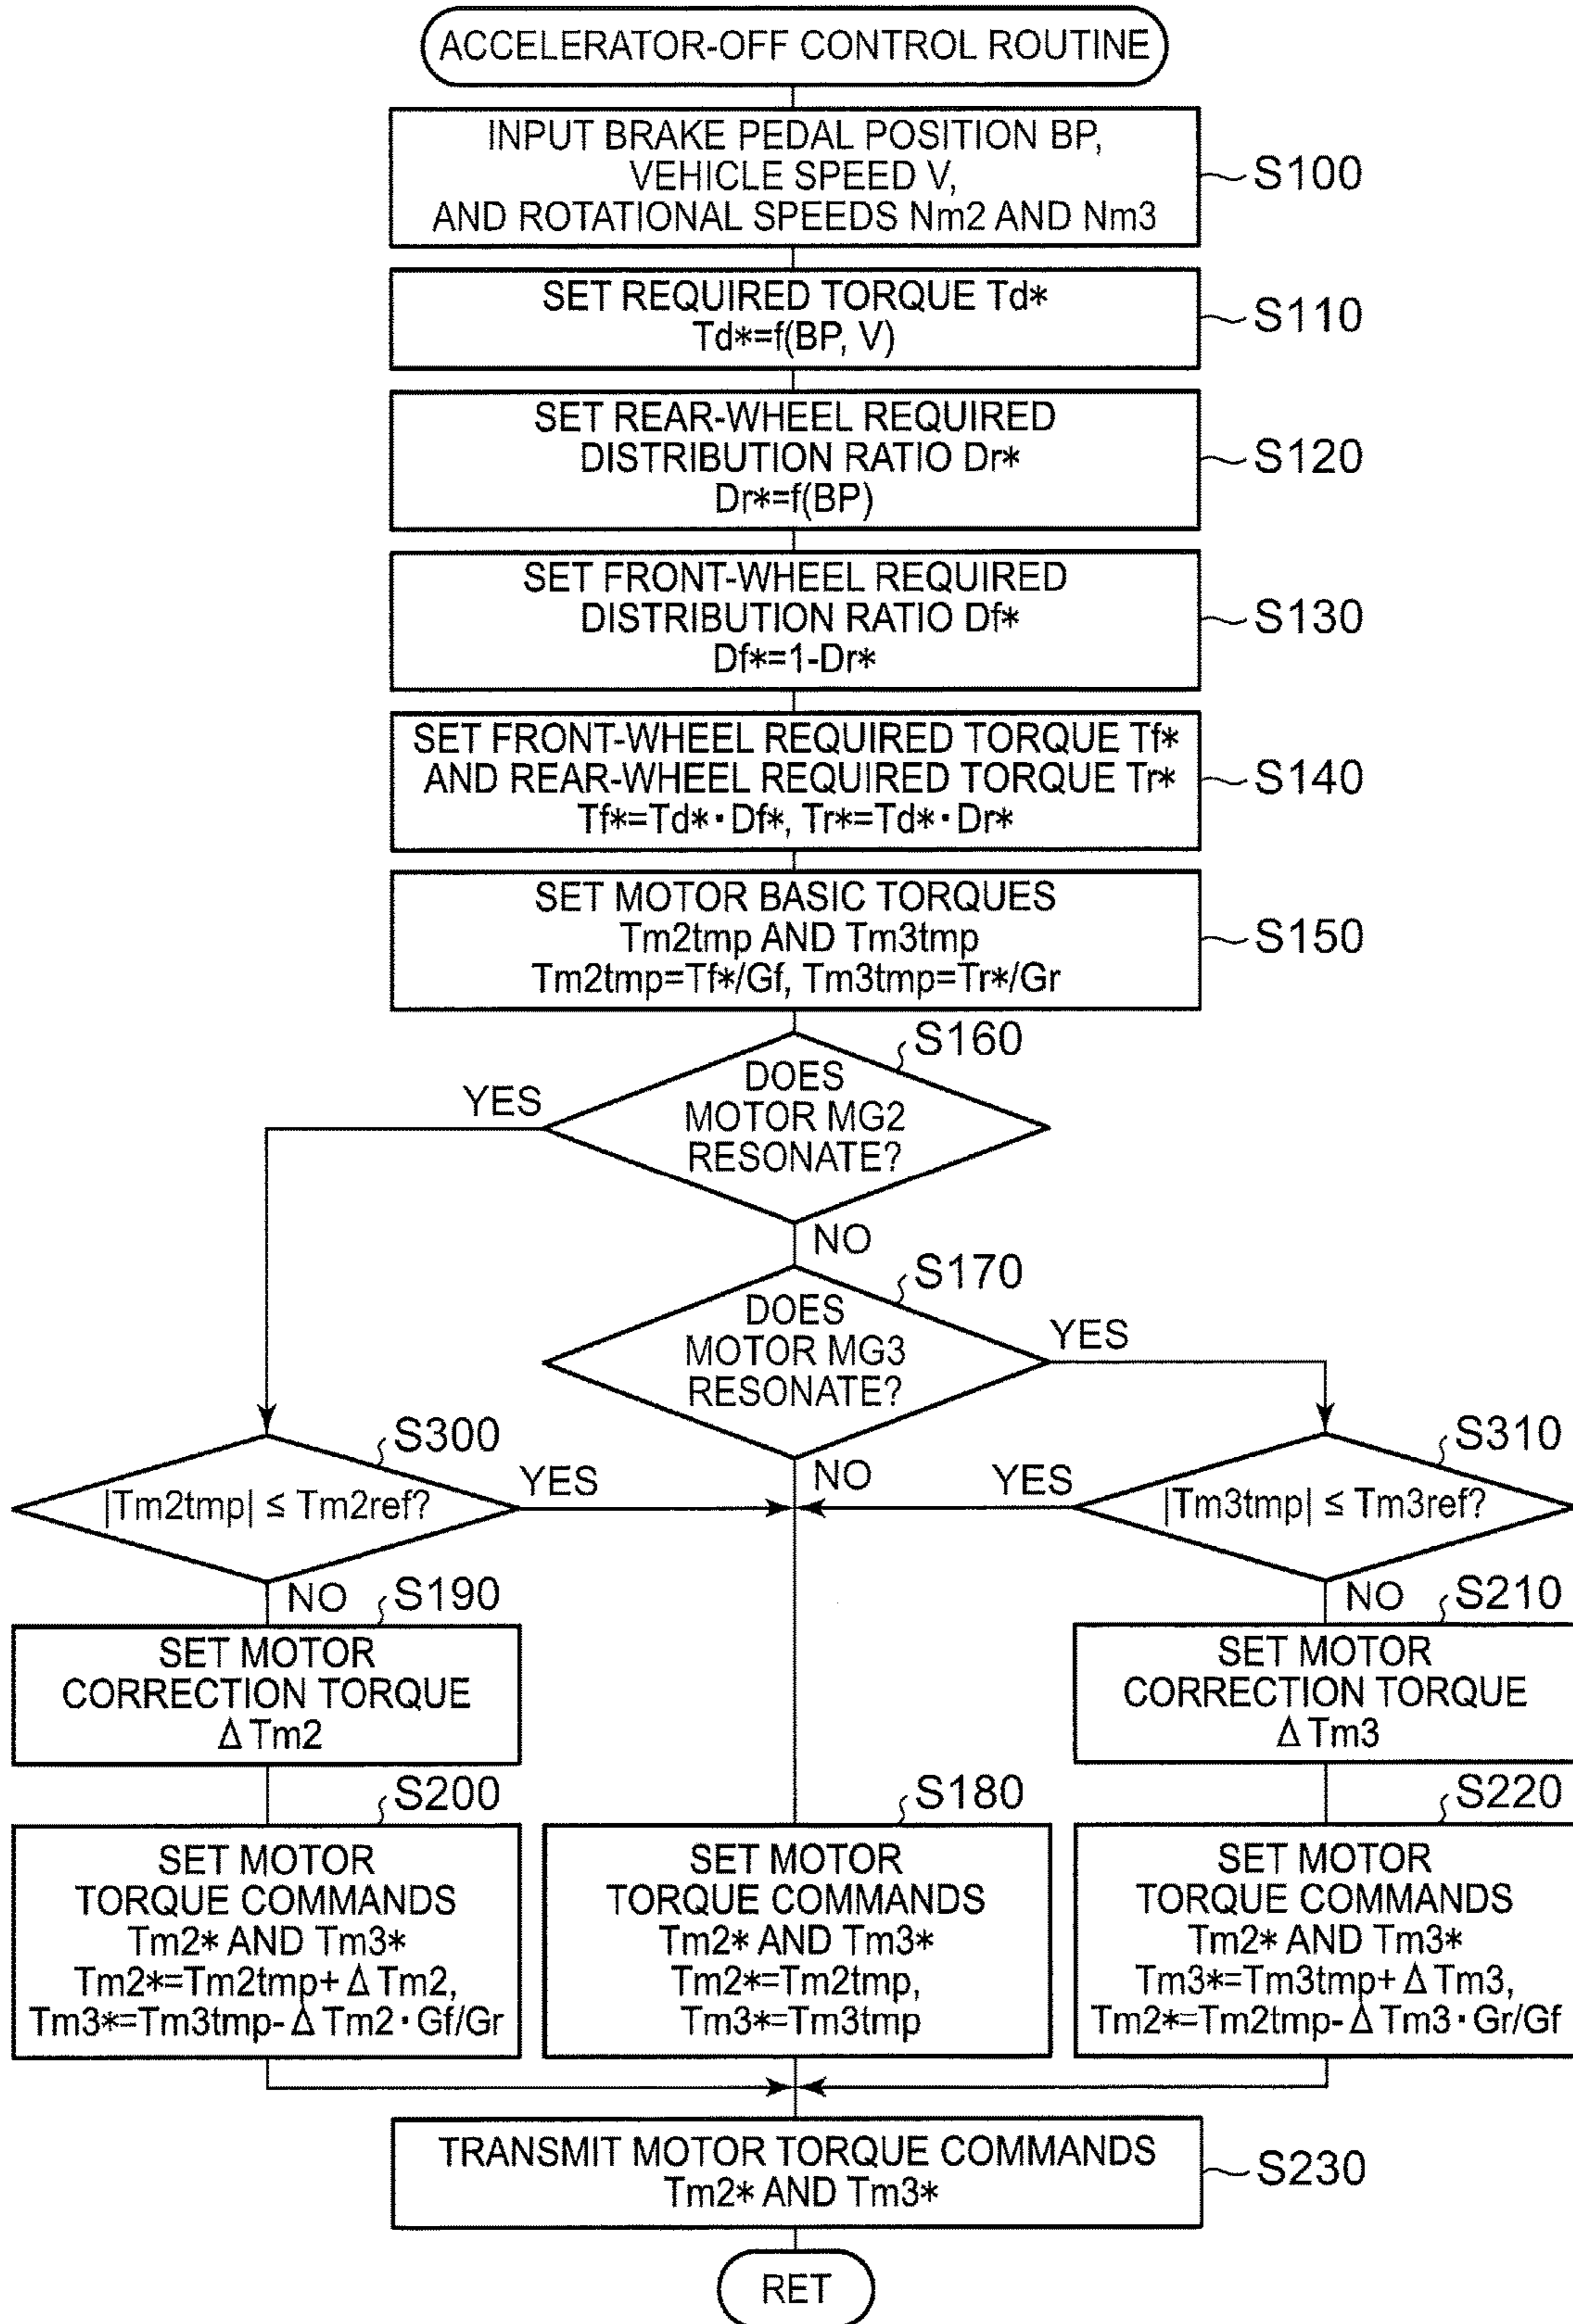 ACCELERATOR-OFF CONTROL ROUTINE
INPUT BRAKE PEDAL POSITION BP,
VEHICLE SPEED V,
AND ROTATIONAL SPEEDS Nm2 AND Nm3
S100
SET REQUIRED TORQUE Td*
Td*=f(BP, V)
S110
SET REAR-WHEEL REQUIRED
DISTRIBUTION RATIO Dr*
Dr*=f(BP)
S120
SET FRONT-WHEEL REQUIRED
DISTRIBUTION RATIO Df*
Df*=1-Dr*
S130
SET FRONT-WHEEL REQUIRED TORQUE Tf*
AND REAR-WHEEL REQUIRED TORQUE Tr*
Tf*=Td*·Df*, Tr*=Td*·Dr*
S140
SET MOTOR BASIC TORQUES
Tm2tmp AND Tm3tmp
Tm2tmp=Tf*/Gf, Tm3tmp=Tr*/Gr
S150
S160
DOES
MOTOR MG2
RESONATE?
YES
NO
S170
DOES
MOTOR MG3
RESONATE?
YES
NO
S300
|Tm2tmp| ≤ Tm2ref?
YES
NO
S310
|Tm3tmp| ≤ Tm3ref?
YES
NO
S190
SET MOTOR
CORRECTION TORQUE
Δ Tm2
S210
SET MOTOR
CORRECTION TORQUE
Δ Tm3
S200
SET MOTOR
TORQUE COMMANDS
Tm2* AND Tm3*
Tm2*=Tm2tmp+ Δ Tm2,
Tm3*=Tm3tmp- Δ Tm2·Gf/Gr
S180
SET MOTOR
TORQUE COMMANDS
Tm2* AND Tm3*
Tm2*=Tm2tmp,
Tm3*=Tm3tmp
S220
SET MOTOR
TORQUE COMMANDS
Tm2* AND Tm3*
Tm3*=Tm3tmp+ Δ Tm3,
Tm2*=Tm2tmp- Δ Tm3·Gr/Gf
TRANSMIT MOTOR TORQUE COMMANDS
Tm2* AND Tm3*
S230
RET